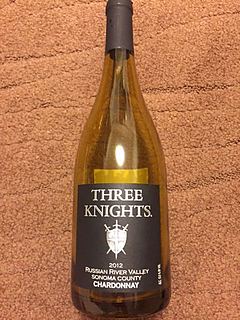 THREE
KNIGHTS.
2012
RUSSIAN RIVER VALLEY
SONOMA COUNTY
CHARDONNAY